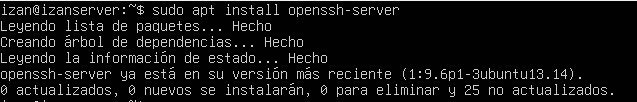 izan@izanserver:~$ sudo apt install openssh-server
Leyendo lista de paquetes... Hecho
Creando árbol de dependencias... Hecho
Leyendo la información de estado... Hecho
openssh-server ya está en su versión más reciente (1:9.6p1-3ubuntu13.14).
0 actualizados, 0 nuevos se instalarán, 0 para eliminar y 25 no actualizados.